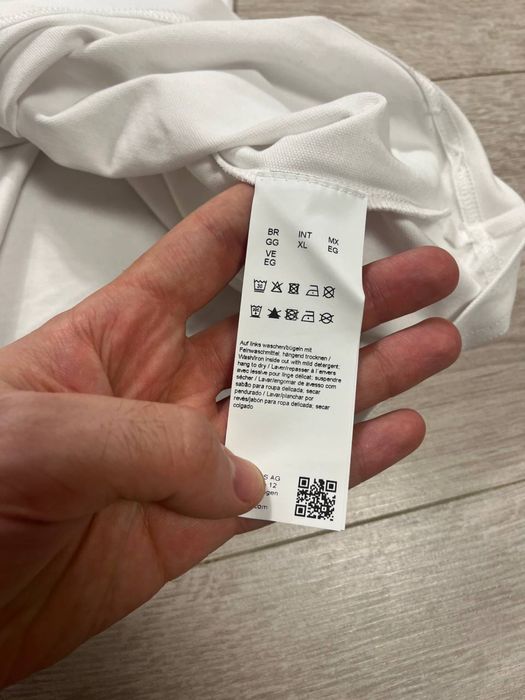 BR INT MX
GG XL EG
VE
EG
30
Auf links waschen/bügeln mit
Feinwaschmittel, hängend trocknen /
Wash/iron inside out with mild detergent;
hang to dry / Laver/repasser à l´envers
avec lessive pour linge délicat; suspendre
sécher / Lavar/engomar de avesso com
sabão para roupa delicada, secar
pendurado / Lavar/planchar por
revés/jabón para ropa delicada, secar
colgado
S AG
12
gen
.com